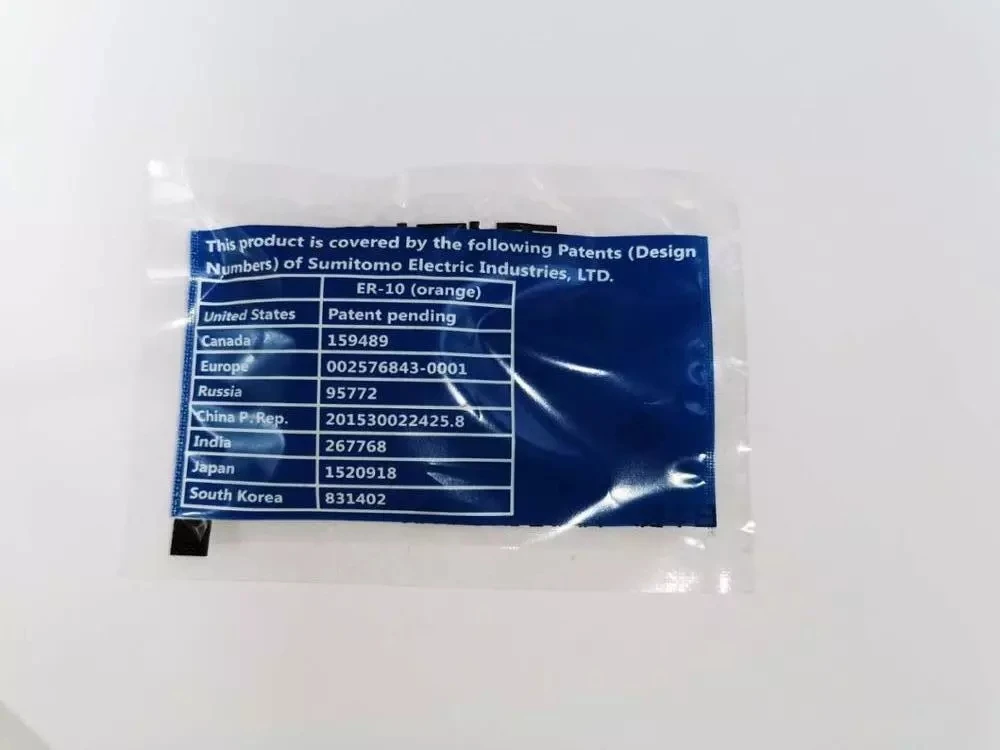 This product is covered by the following Patents (Design
Numbers) of Sumitomo Electric Industries, LTD.
ER-10 (orange)
United States Patent pending
Canada 159489
Europe 002576843-0001
Russia 95772
China P.Rep. 201530022425.8
India 267768
Japan 1520918
South Korea 831402